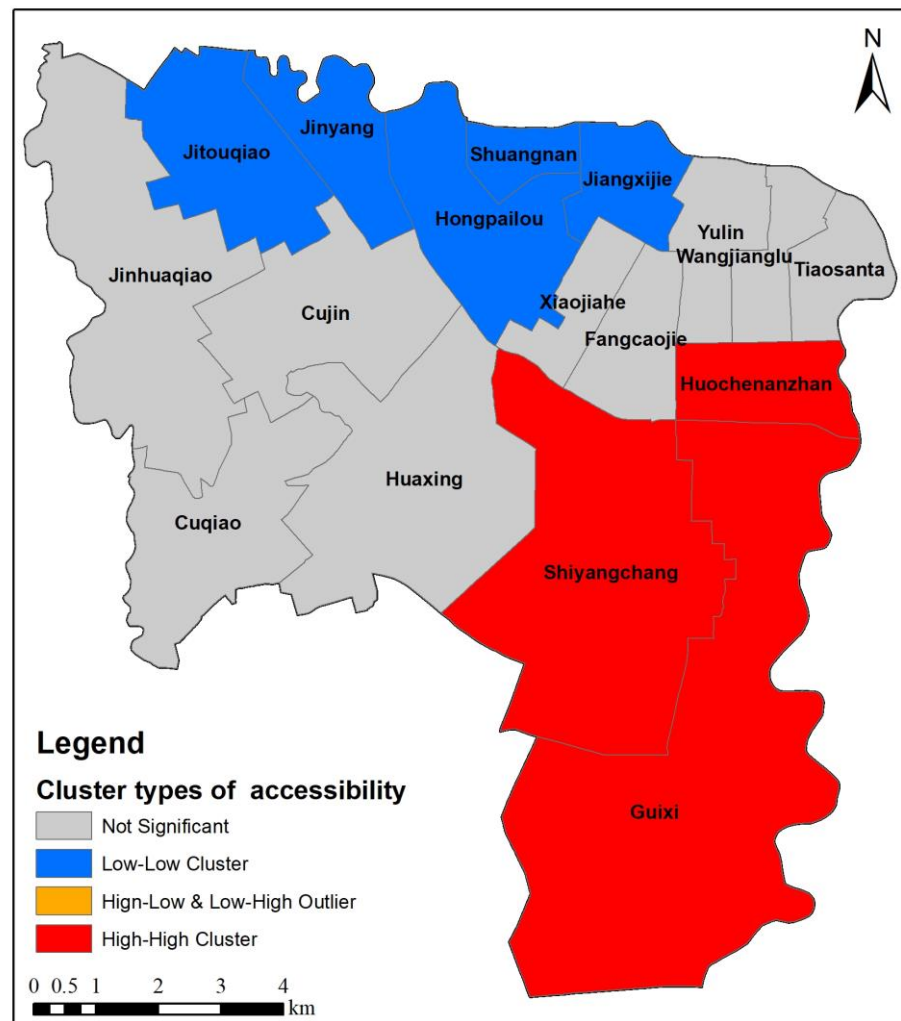 N
Jinyang
Jitouqiao
Shuangnan
Jiangxijie
Hongpailou
Yulin
Wangjianglu
Tiaosanta
Jinhuaqiao
Xiaojiahe
Cujin
Fangcaojie
Huochenanzhan
Huaxing
Cuqiao
Shiyangchang
Guixi
Legend
Cluster types of accessibility
Not Significant
Low-Low Cluster
Hign-Low & Low-High Outlier
High-High Cluster
0 0.5 1 2 3 4
km